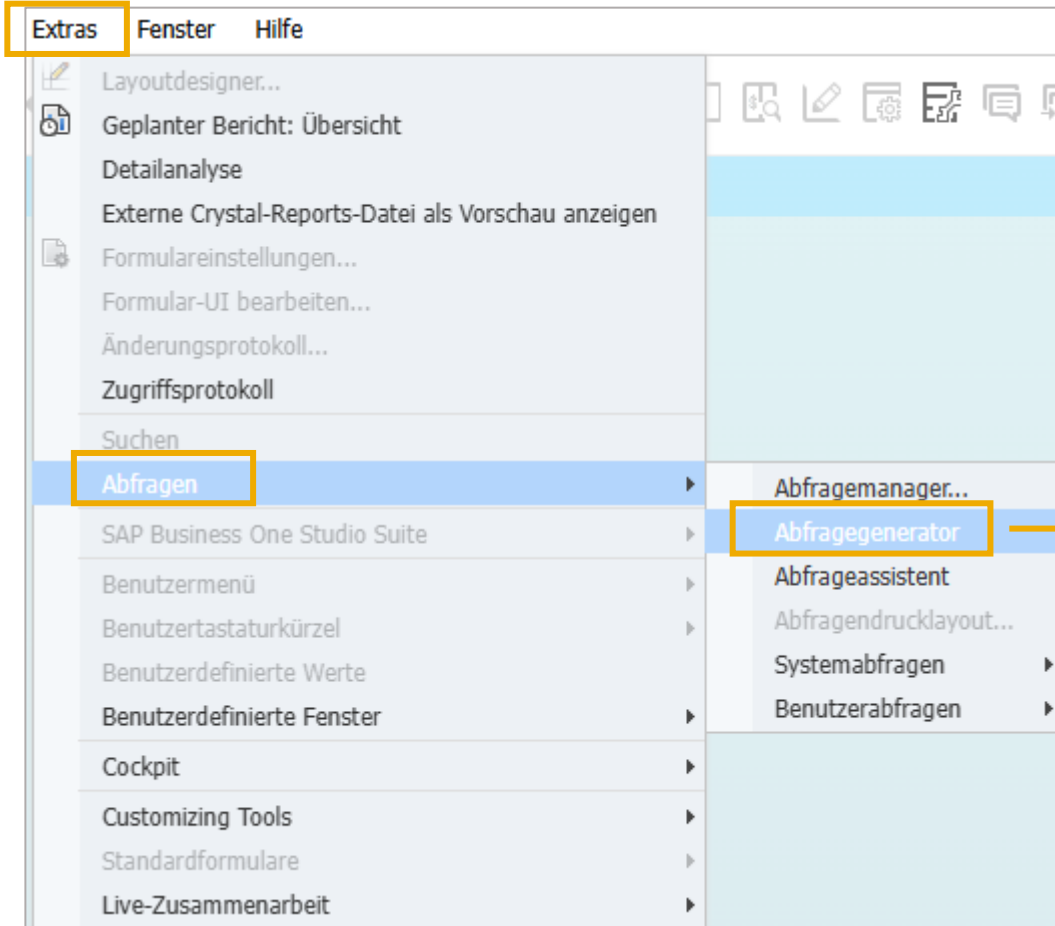 Extras Fenster Hilfe
Layoutdesigner...
Geplanter Bericht: Übersicht
Detailanalyse
Externe Crystal-Reports-Datei als Vorschau anzeigen
Formulareinstellungen...
Formular-UI bearbeiten...
Änderungsprotokoll...
Zugriffsprotokoll
Suchen
Abfragen
SAP Business One Studio Suite
Benutzermenü
Benutzertastaturkürzel
Benutzerdefinierte Werte
Benutzerdefinierte Fenster
Cockpit
Customizing Tools
Standardformulare
Live-Zusammenarbeit
Abfragemanager...
Abfragegenerator
Abfrageassistent
Abfragendrucklayout...
Systemabfragen
Benutzerabfragen